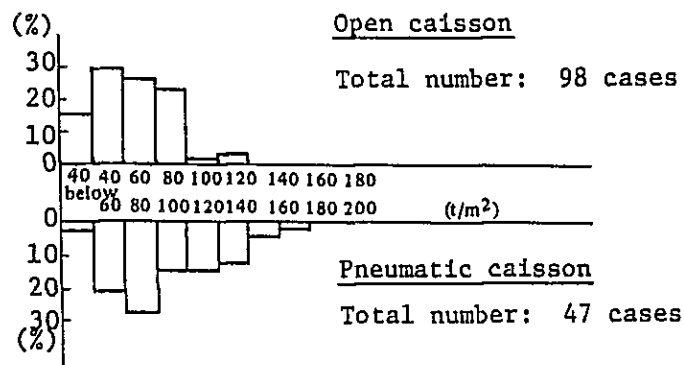 (%)
Open caisson
30
Total number: 98 cases
20
10
0
40 40 60 80 100 120 140 160 180
below
60 80 100 120 140 160 180 200 (t/m²)
0
10
Pneumatic caisson
20
Total number: 47 cases
30
(%)